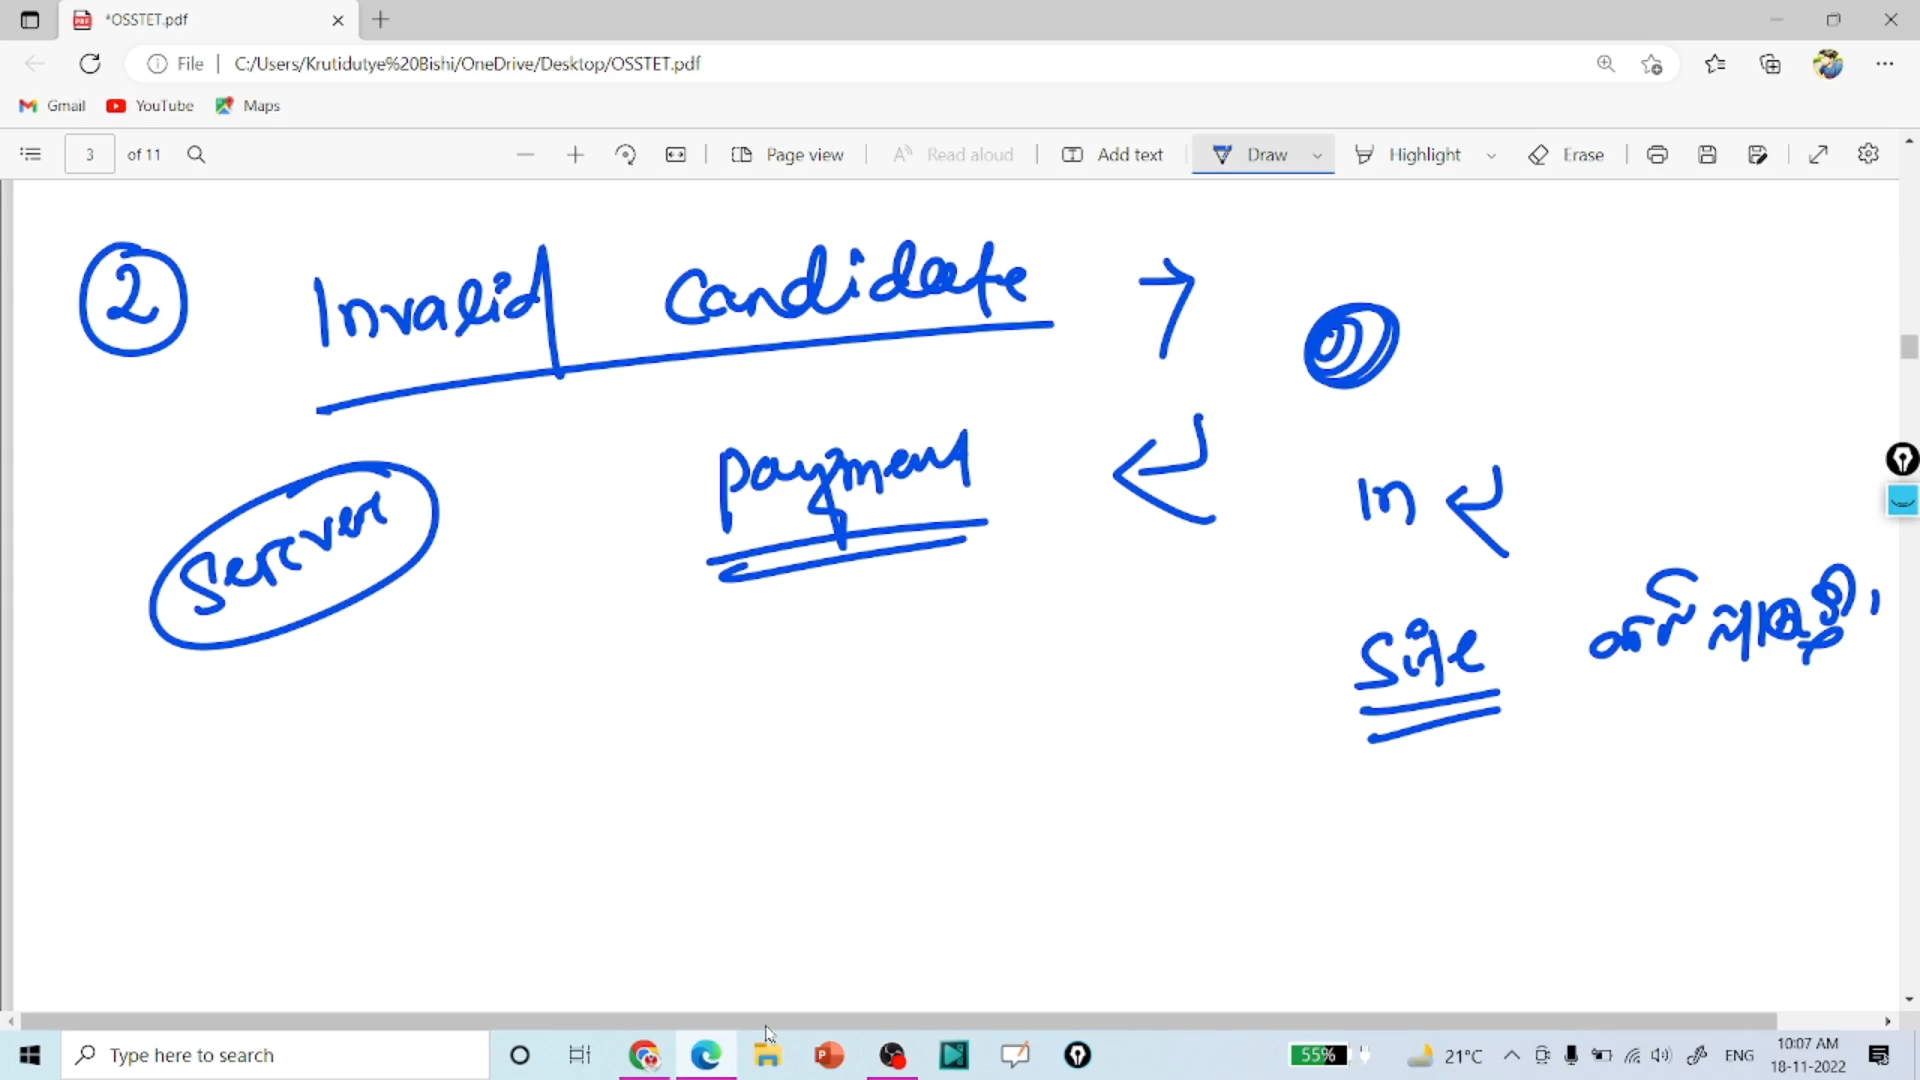 *OSSTET.pdf
File C:/Users/Krutidutye%20Bishi/OneDrive/Desktop/OSSTET.pdf
Gmail YouTube Maps
3 of 11 Page view Read aloud Add text Draw Highlight Erase
2 Invalid candidate
payment In
Serever
Site
Type here to search 55% 21°C ENG 10:07 AM
18-11-2022